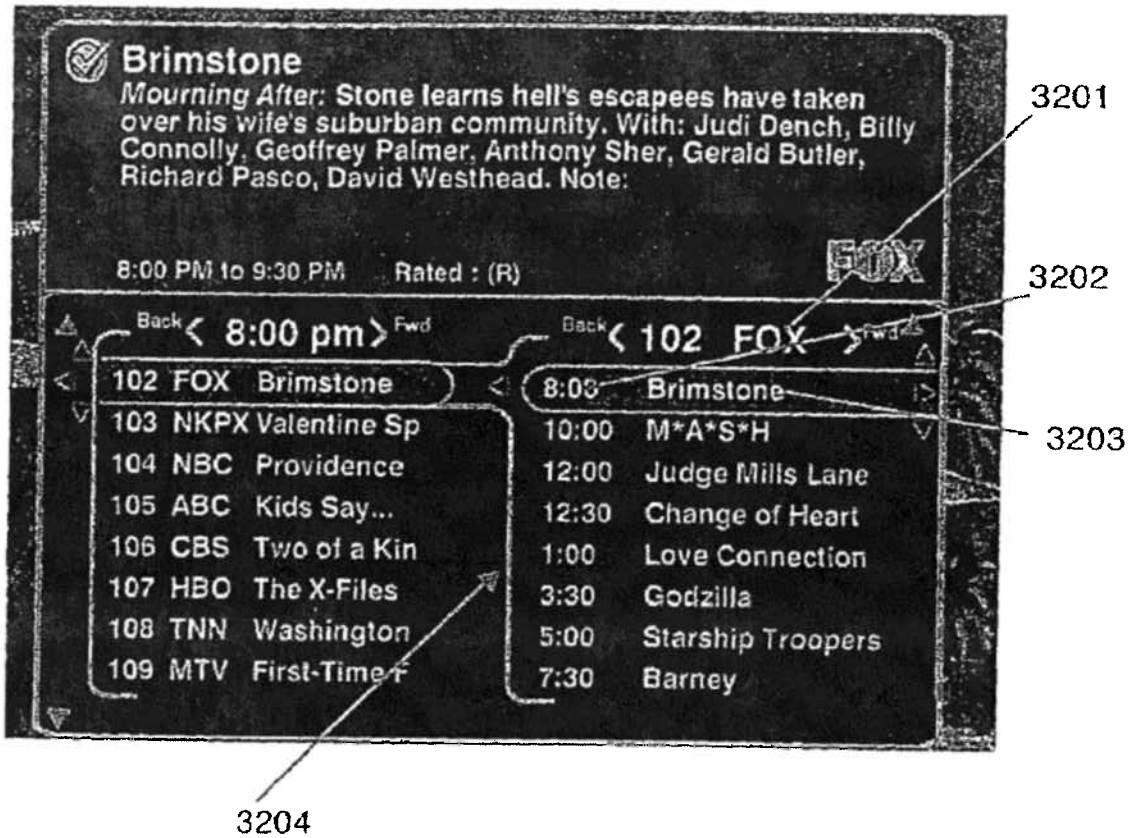 Brimstone
Mourning After: Stone learns hell's escapees have taken
over his wife's suburban community. With: Judi Dench, Billy
Connolly, Geoffrey Palmer, Anthony Sher, Gerald Butler,
Richard Pasco, David Westhead. Note:
8:00 PM to 9:30 PM Rated : (R)
FOX
Back < 8:00 pm > Fwd
102 FOX Brimstone
103 NKPX Valentine Sp
104 NBC Providence
105 ABC Kids Say...
106 CBS Two of a Kin
107 HBO The X-Files
108 TNN Washington
109 MTV First-Time F
Back < 102 FOX > Fwd
8:00 Brimstone
10:00 M*A*S*H
12:00 Judge Mills Lane
12:30 Change of Heart
1:00 Love Connection
3:30 Godzilla
5:00 Starship Troopers
7:30 Barney
3201
3202
3203
3204